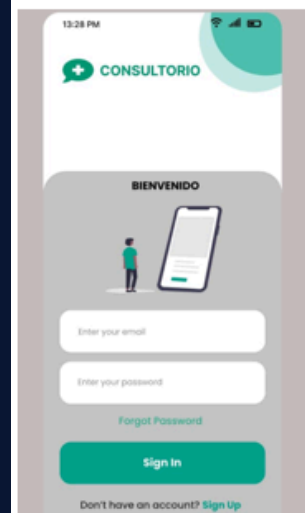 13:28 PM
CONSULTORIO
BIENVENIDO
Enter your email
Enter your password
Forgot Password
Sign In
Don't have an account? Sign Up